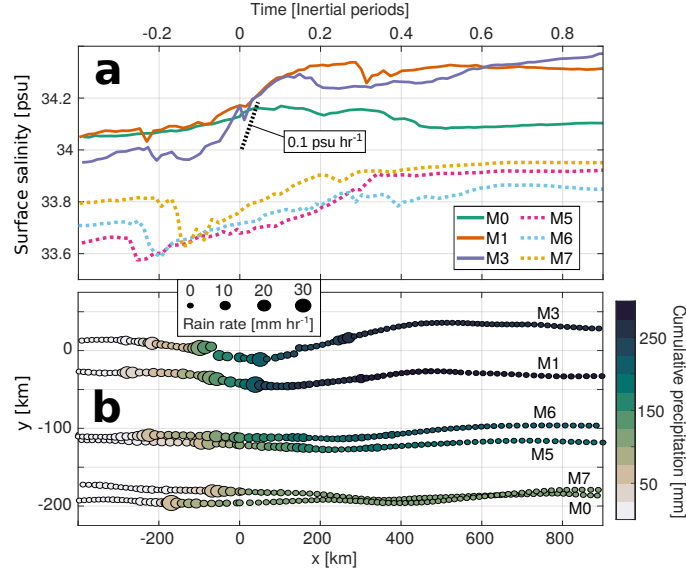 Time [Inertial periods]
-0.2 0 0.2 0.4 0.6 0.8
a
Surface salinity [psu]
34.4
34.2
34
33.8
33.6
0.1 psu hr⁻¹
M0 M5
M1 M6
M3 M7
0 10 20 30
Rain rate [mm hr⁻¹]
M3
M1
M6
M5
M7
M0
b
y [km]
0
-100
-200
-200 0 200 400 600 800
x [km]
250
150
50
Cumulative precipitation [mm]